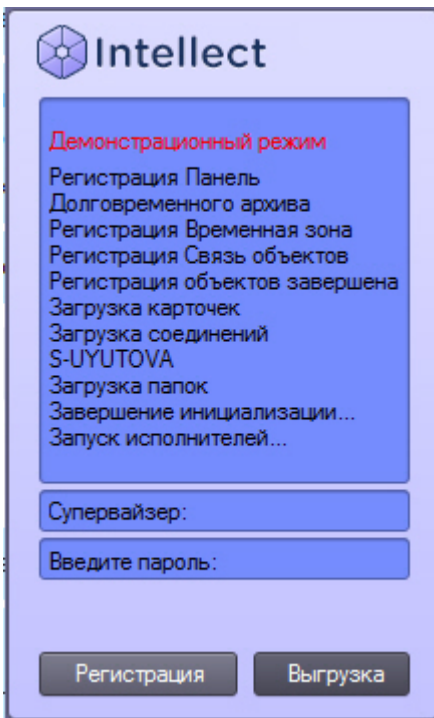 Intellect
Демонстрационный режим
Регистрация Панель
Долговременного архива
Регистрация Временная зона
Регистрация Связь объектов
Регистрация объектов завершена
Загрузка карточек
Загрузка соединений
S-UYUTOVA
Загрузка папок
Завершение инициализации...
Запуск исполнителей...
Супервайзер:
Введите пароль:
Регистрация
Выгрузка